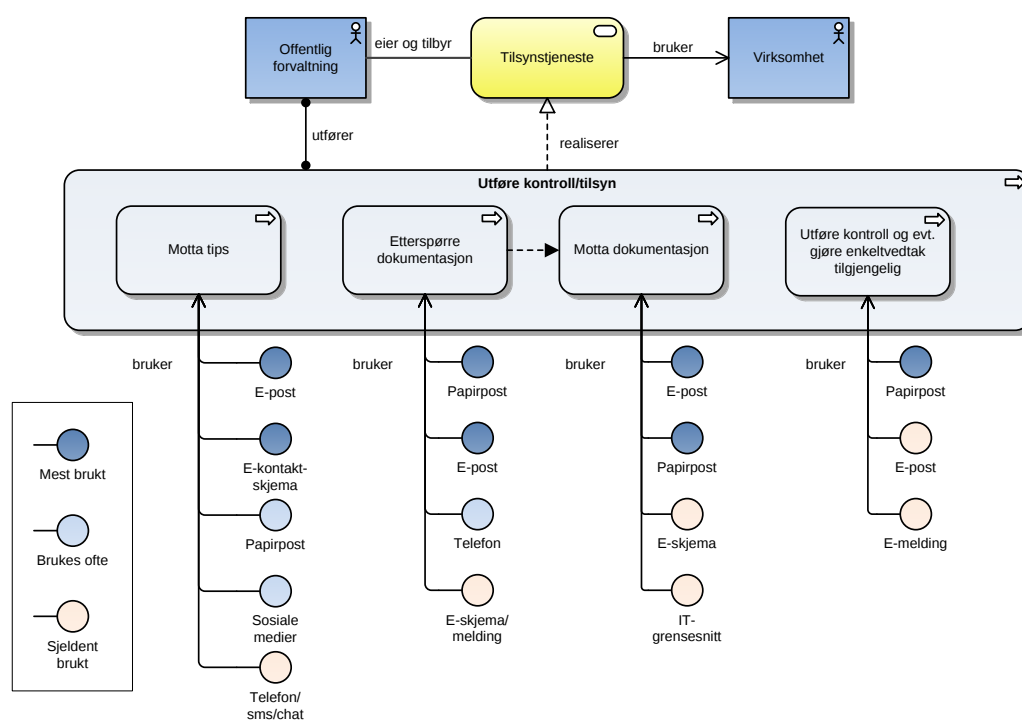 Offentlig
forvaltning
eier og tilbyr
Tilsynstjeneste
bruker
Virksomhet
utfører
realiserer
Utføre kontroll/tilsyn
Motta tips
Etterspørre
dokumentasjon
Motta dokumentasjon
Utføre kontroll og evt.
gjøre enkeltvedtak
tilgjengelig
bruker
E-post
E-kontakt-
skjema
Papirpost
Sosiale
medier
Telefon/
sms/chat
bruker
Papirpost
E-post
Telefon
E-skjema/
melding
bruker
E-post
Papirpost
E-skjema
IT-
grensesnitt
bruker
Papirpost
E-post
E-melding
Mest brukt
Brukes ofte
Sjeldent
brukt